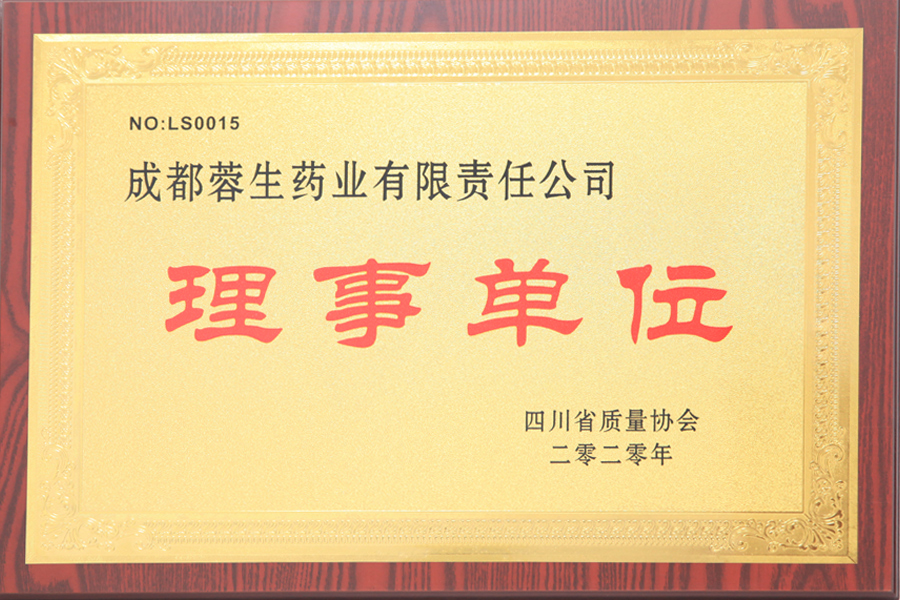 NO:LS0015
成都蓉生药业有限责任公司
理事单位
四川省质量协会
二零二零年